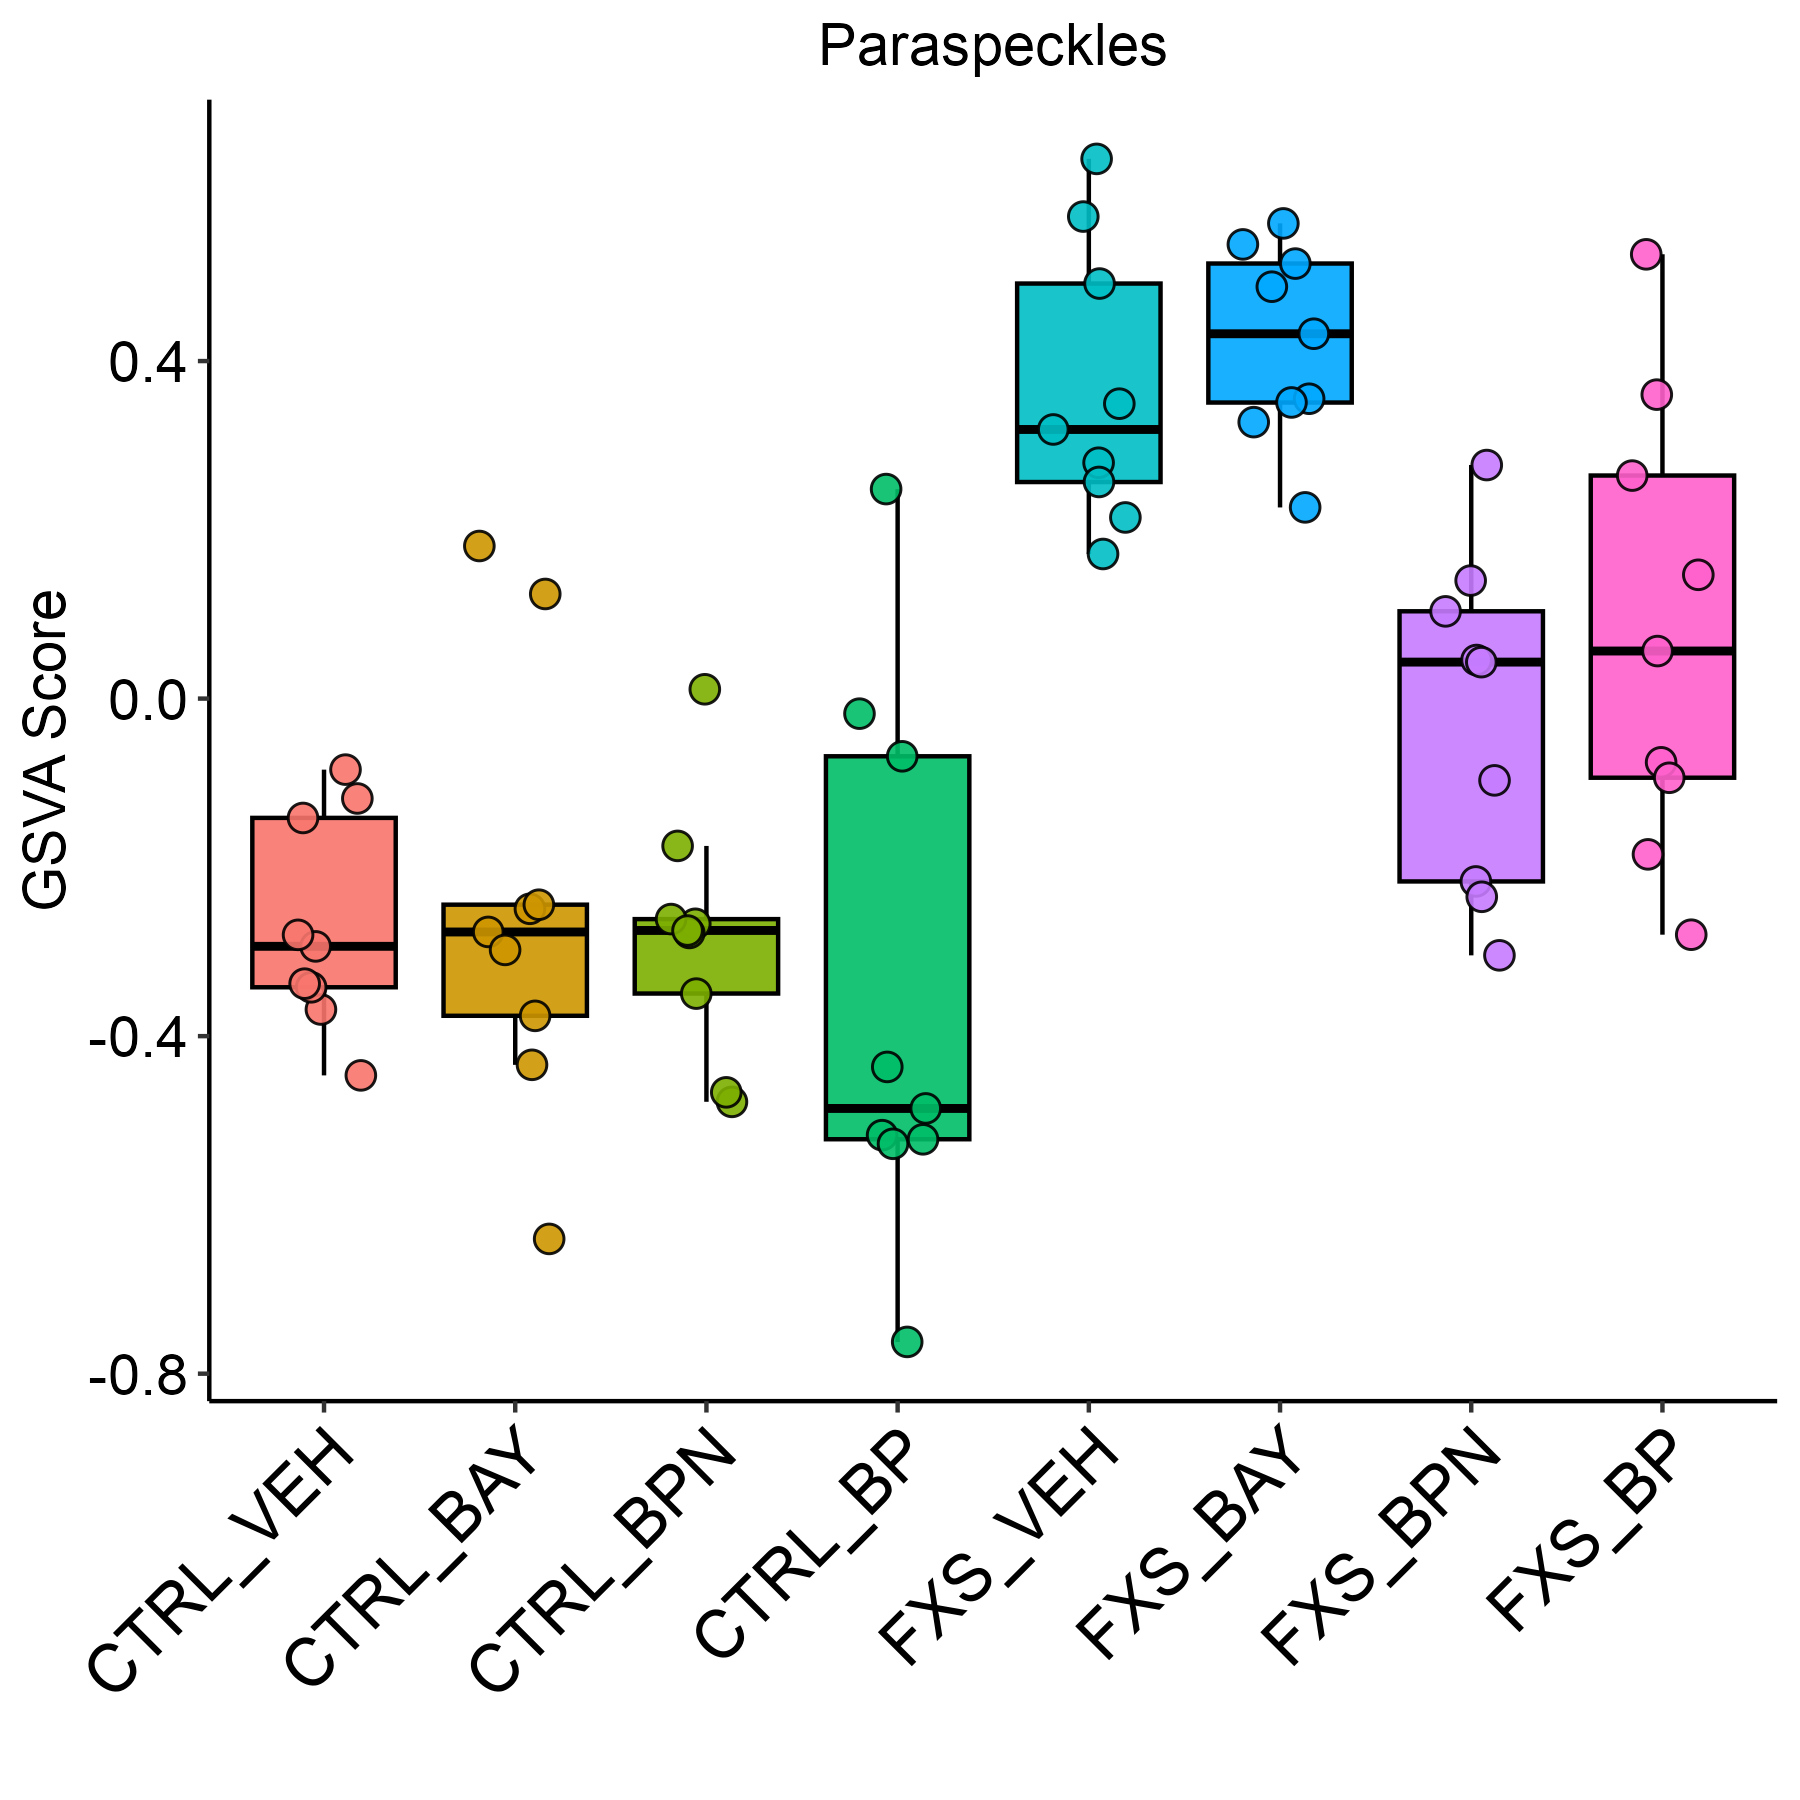 Paraspeckles
GSVA Score
0.4
0.0
-0.4
-0.8
CTRL_VEH
CTRL_BAY
CTRL_BPN
CTRL_BP
FXS_VEH
FXS_BAY
FXS_BPN
FXS_BP